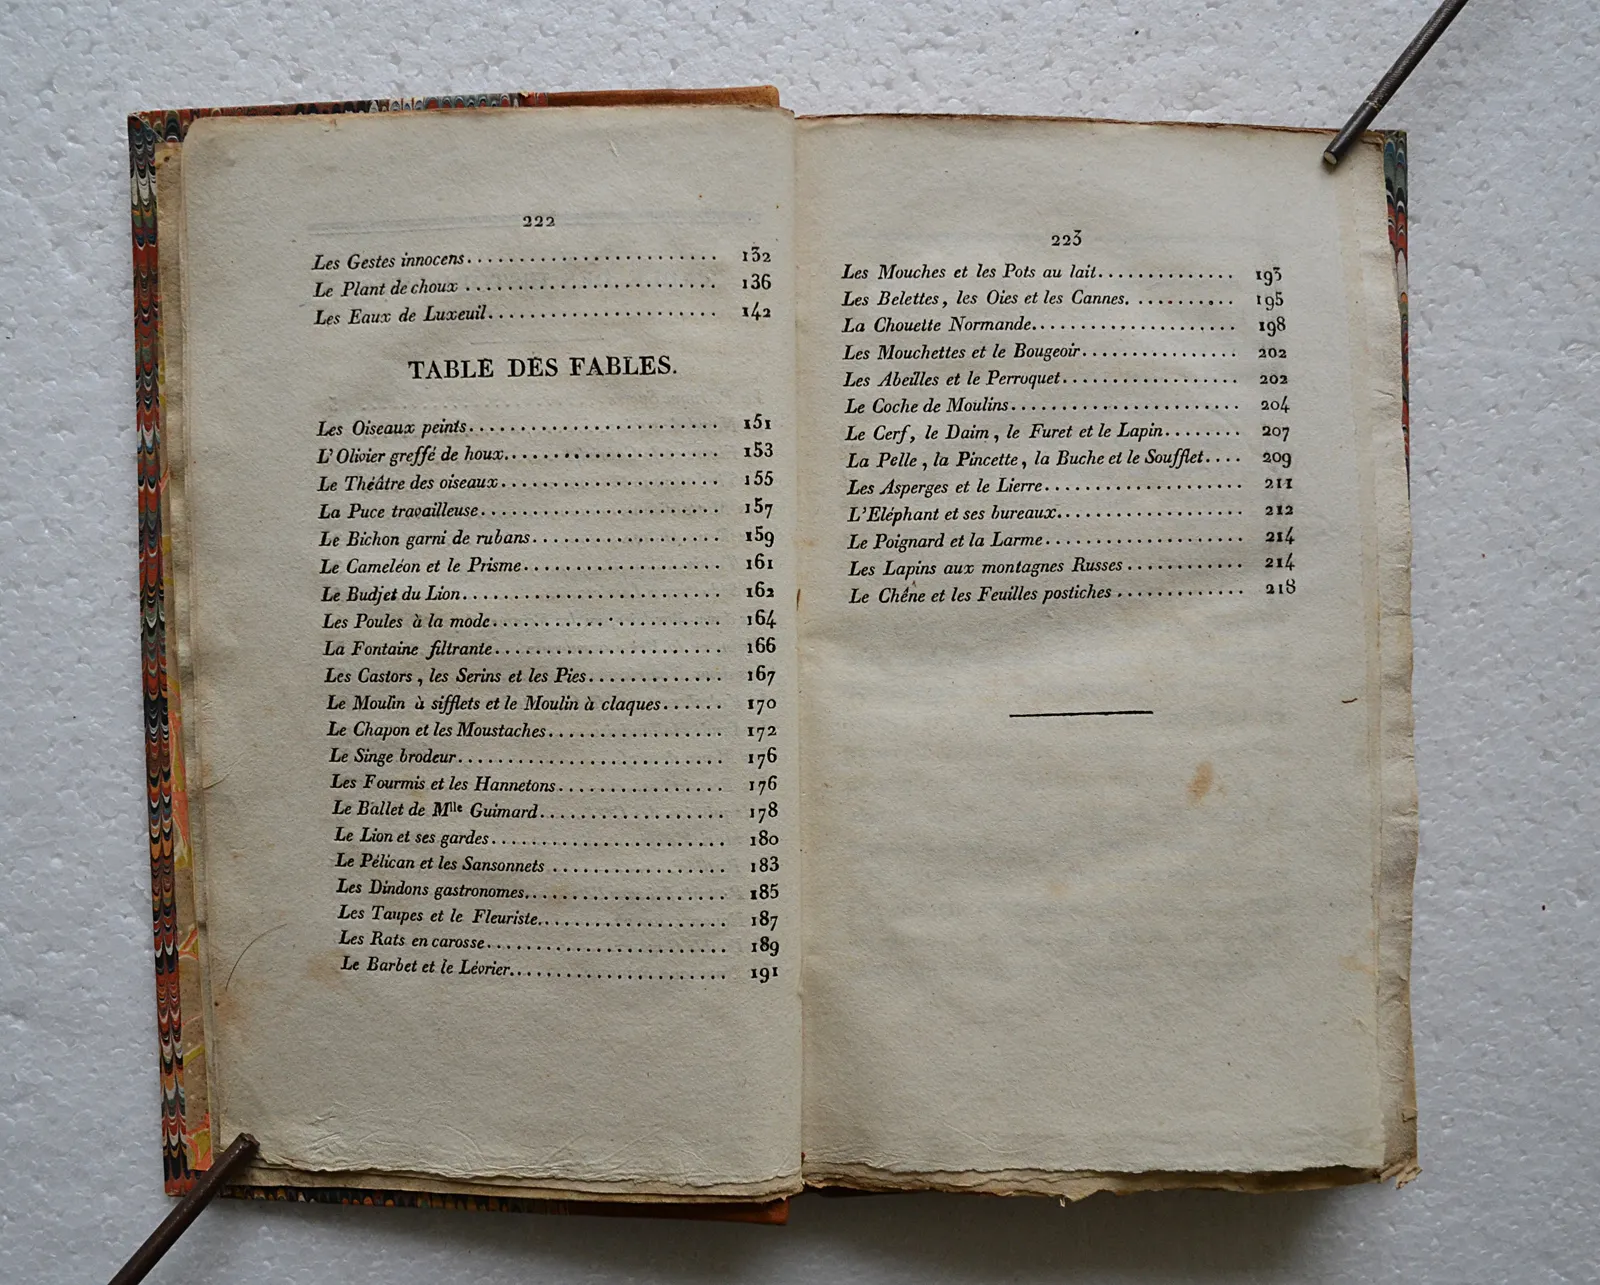 222
Les Gestes innocens........................ 132
Le Plant de choux ........................ 136
Les Eaux de Luxeuil...................... 142
TABLE DES FABLES.
Les Oiseaux peints........................ 151
L'Olivier greffé de houx.................... 153
Le Théâtre des oiseaux..................... 155
La Puce travailleuse....................... 157
Le Bichon garni de rubans.................. 159
Le Cameléon et le Prisme................... 161
Le Budjet du Lion......................... 162
Les Poules à la mode...................... 164
La Fontaine filtrante...................... 166
Les Castors, les Serins et les Pies............. 167
Le Moulin à sifflets et le Moulin à claques...... 170
Le Chapon et les Moustaches................. 172
Le Singe brodeur......................... 176
Les Fourmis et les Hannetons................ 176
Le Ballet de Mlle Guimard.................. 178
Le Lion et ses gardes....................... 180
Le Pélican et les Sansonnets ................. 183
Les Dindons gastronomes.................... 185
Les Taupes et le Fleuriste................... 187
Les Rats en carosse........................ 189
Le Barbet et le Lévrier...................... 191
223
Les Mouches et les Pots au lait.............. 193
Les Belettes, les Oies et les Cannes........... 195
La Chouette Normande.................... 198
Les Mouchettes et le Bougeoir............... 202
Les Abeilles et le Perroquet................. 202
Le Coche de Moulins...................... 204
Le Cerf, le Daim, le Furet et le Lapin........ 207
La Pelle, la Pincette, la Buche et le Soufflet.... 209
Les Asperges et le Lierre................... 211
L'Eléphant et ses bureaux.................. 212
Le Poignard et la Larme................... 214
Les Lapins aux montagnes Russes ........... 214
Le Chêne et les Feuilles postiches ............ 218